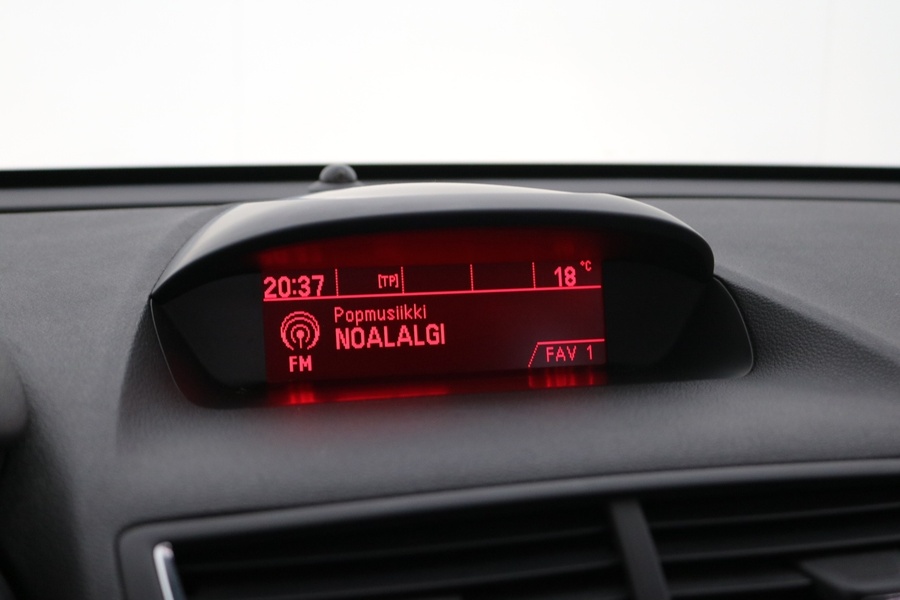 20:37 [TP] 18 °C
Popmusiikki
NOALALGI
FM
FAV 1